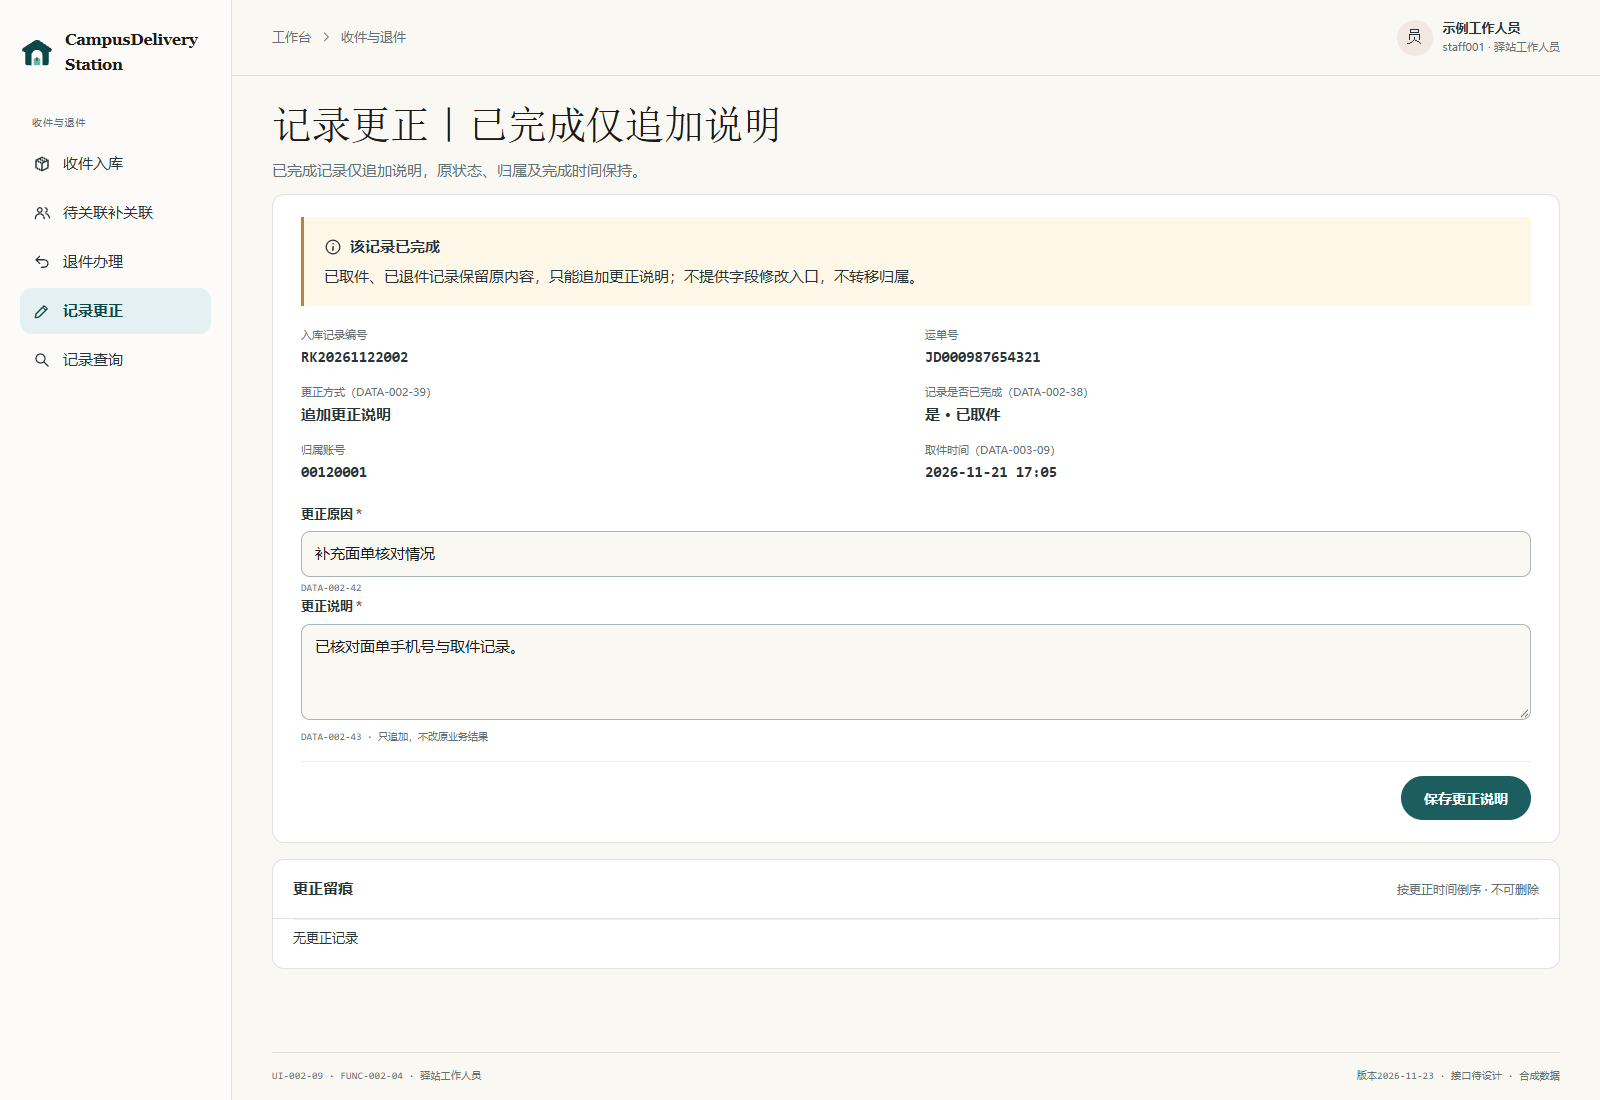 CampusDelivery
Station
收件与退件
收件入库
待关联补关联
退件办理
记录更正
记录查询
工作台 > 收件与退件
员
示例工作人员
staff001 · 驿站工作人员
记录更正｜已完成仅追加说明
已完成记录仅追加说明，原状态、归属及完成时间保持。
该记录已完成
已取件、已退件记录保留原内容，只能追加更正说明；不提供字段修改入口，不转移归属。
入库记录编号
RK20261122002
运单号
JD000987654321
更正方式（DATA-002-39）
追加更正说明
记录是否已完成（DATA-002-38）
是 • 已取件
归属账号
00120001
取件时间（DATA-003-09）
2026-11-21 17:05
更正原因 *
补充面单核对情况
DATA-002-42
更正说明 *
已核对面单手机号与取件记录。
DATA-002-43 · 只追加，不改原业务结果
保存更正说明
更正留痕
按更正时间倒序 · 不可删除
无更正记录
UI-002-09 · FUNC-002-04 · 驿站工作人员
版本2026-11-23 · 接口待设计 · 合成数据